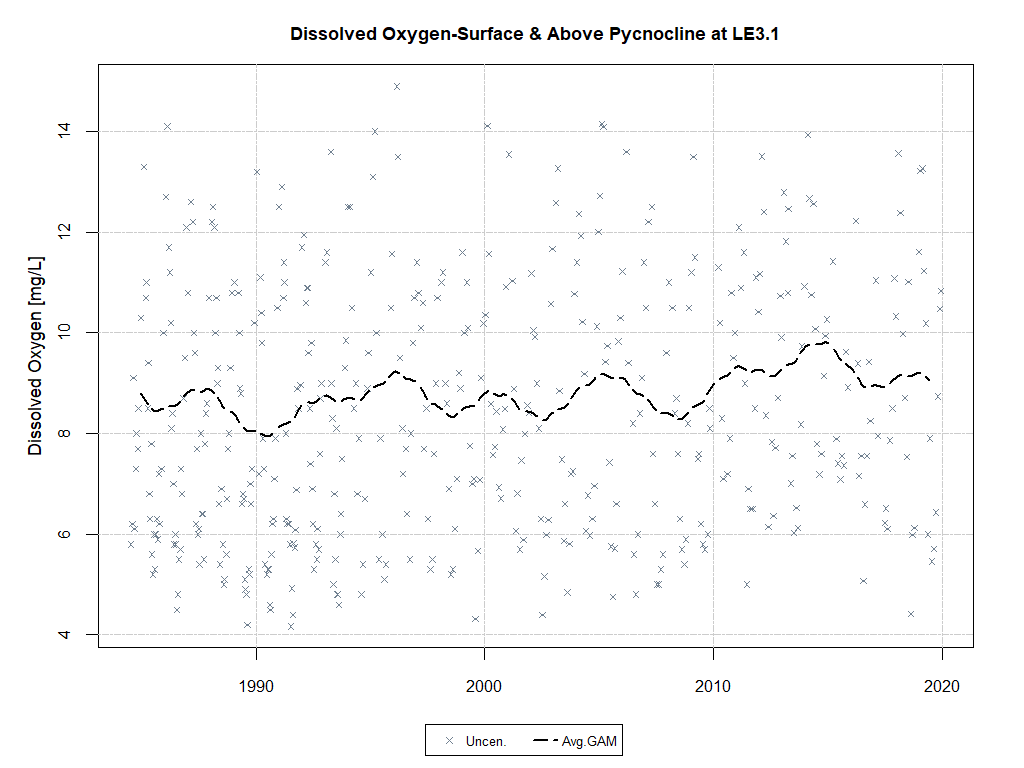 Dissolved Oxygen-Surface & Above Pycnocline at LE3.1
Dissolved Oxygen [mg/L]
14
12
10
8
6
4
1990 2000 2010 2020
Uncen. Avg.GAM